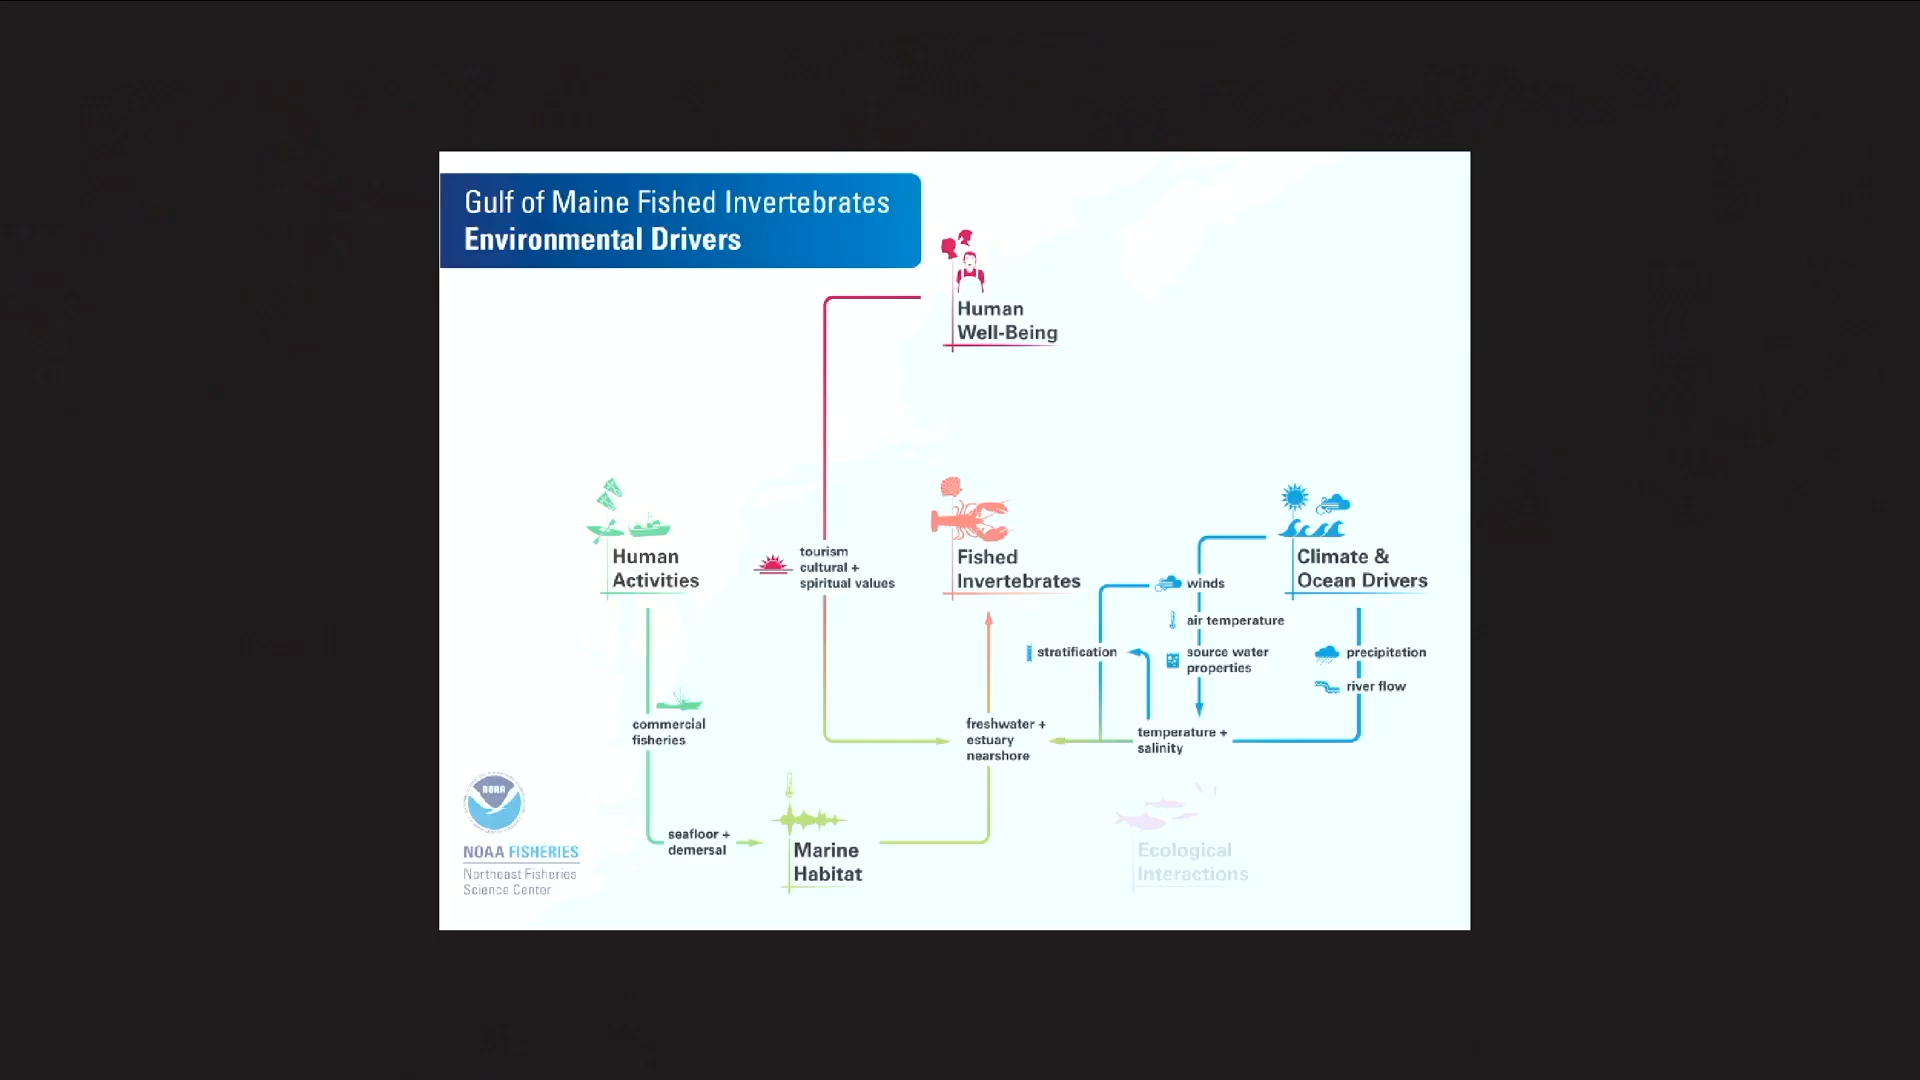 Gulf of Maine Fished Invertebrates
Environmental Drivers
Human
Well-Being
Human
Activities
tourism
cultural +
spiritual values
Fished
Invertebrates
Climate &
Ocean Drivers
winds
air temperature
stratification
source water
properties
precipitation
river flow
commercial
fisheries
freshwater +
estuary
nearshore
temperature +
salinity
seafloor +
demersal
Marine
Habitat
Ecological
Interactions
NOAA
NOAA FISHERIES
Northeast Fisheries
Science Center